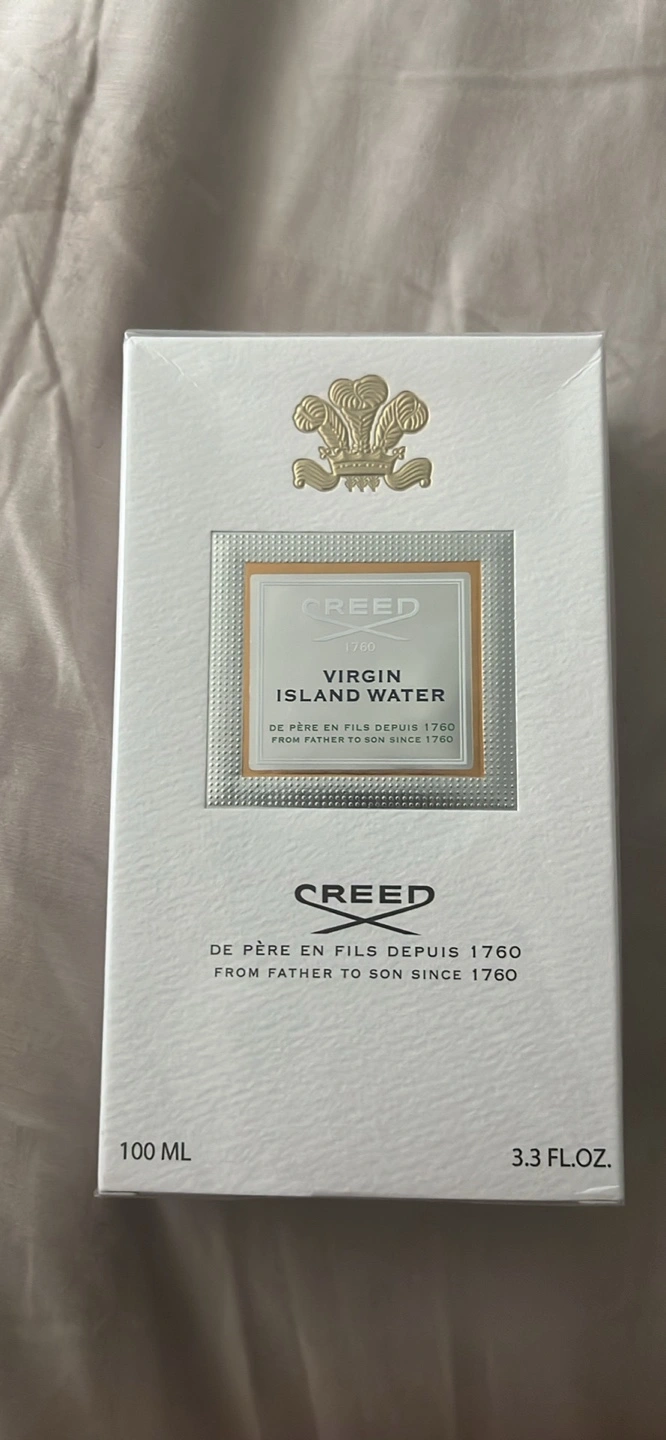 CREED
1760
VIRGIN
ISLAND WATER
DE PÈRE EN FILS DEPUIS 1760
FROM FATHER TO SON SINCE 1760
CREED
DE PÈRE EN FILS DEPUIS 1760
FROM FATHER TO SON SINCE 1760
100 ML
3.3 FL.OZ.